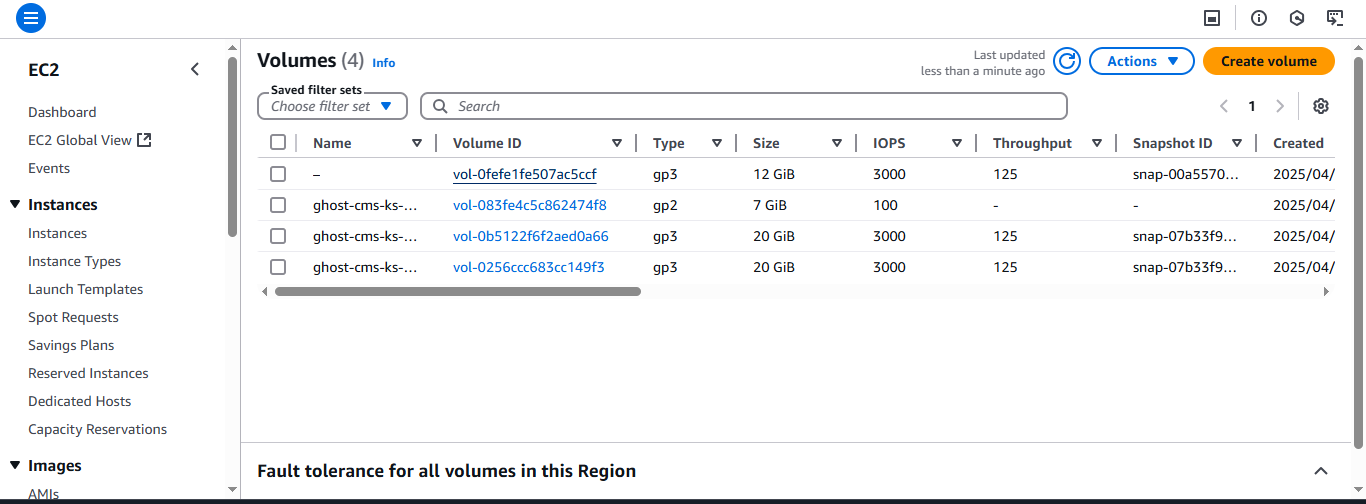 Volumes (4) Info
Last updated
less than a minute ago
Actions
Create volume
Saved filter sets
Choose filter set
Search
1
Name Volume ID Type Size IOPS Throughput Snapshot ID Created
– vol-0fefe1fe507ac5ccf gp3 12 GiB 3000 125 snap-00a5570... 2025/04/
ghost-cms-ks-... vol-083fe4c5c862474f8 gp2 7 GiB 100 - - 2025/04/
ghost-cms-ks-... vol-0b5122f6f2aed0a66 gp3 20 GiB 3000 125 snap-07b33f9... 2025/04/
ghost-cms-ks-... vol-0256ccc683cc149f3 gp3 20 GiB 3000 125 snap-07b33f9... 2025/04/
Fault tolerance for all volumes in this Region
EC2
Dashboard
EC2 Global View
Events
Instances
Instances
Instance Types
Launch Templates
Spot Requests
Savings Plans
Reserved Instances
Dedicated Hosts
Capacity Reservations
Images
AMIs